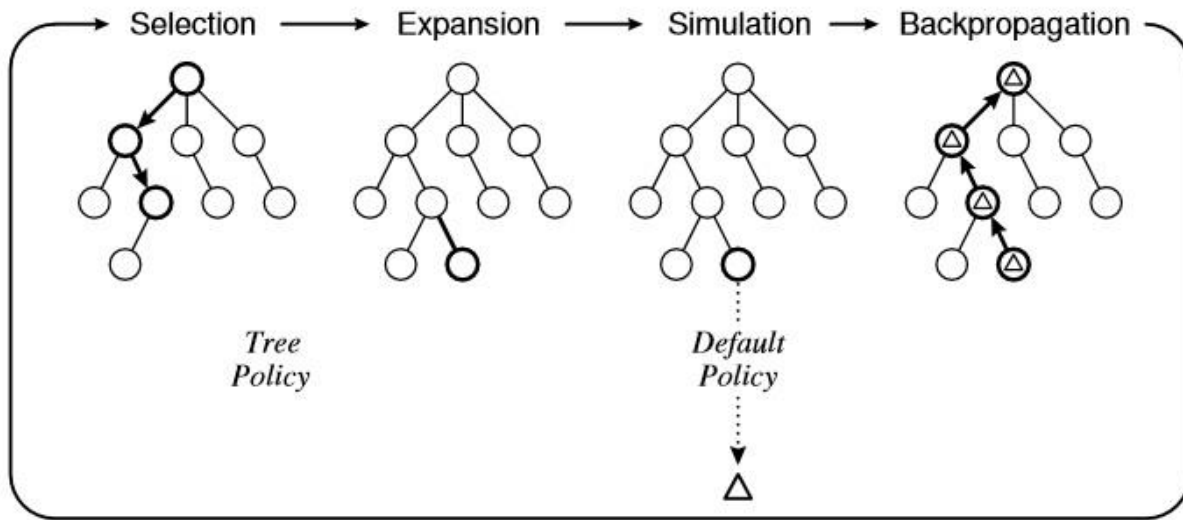 Selection Expansion Simulation Backpropagation
Tree
Policy
Default
Policy